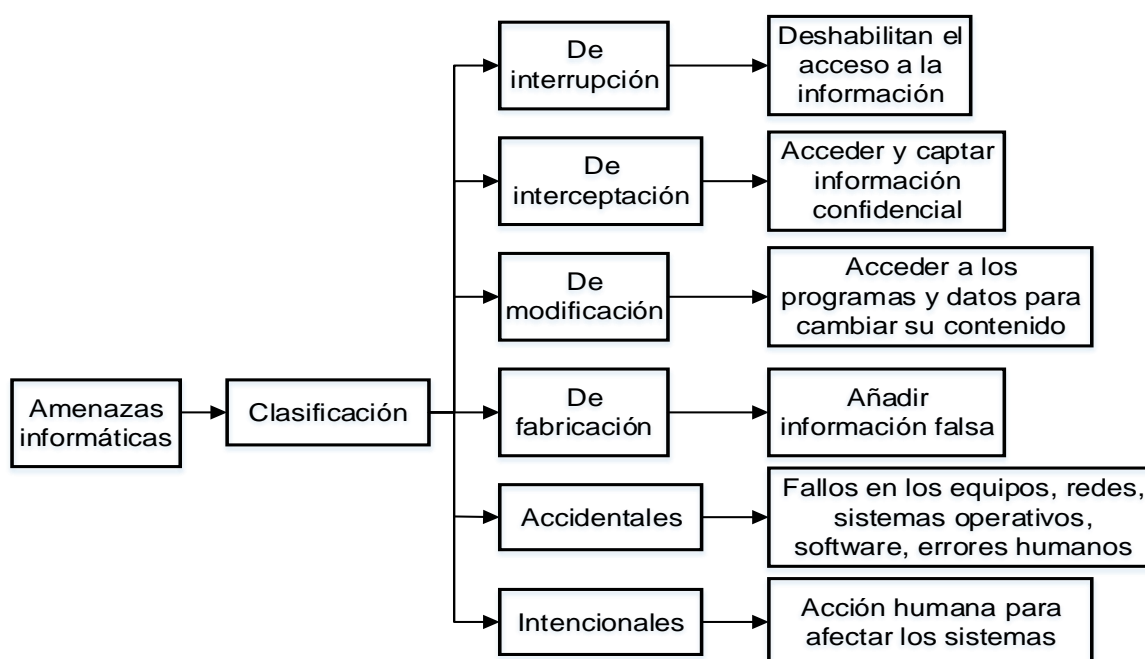 De
interrupción
Deshabilitan el
acceso a la
información
De
interceptación
Acceder y captar
información
confidencial
De
modificación
Acceder a los
programas y datos para
cambiar su contenido
Amenazas
informáticas
Clasificación
De
fabricación
Añadir
información falsa
Accidentales
Fallos en los equipos, redes,
sistemas operativos,
software, errores humanos
Intencionales
Acción humana para
afectar los sistemas